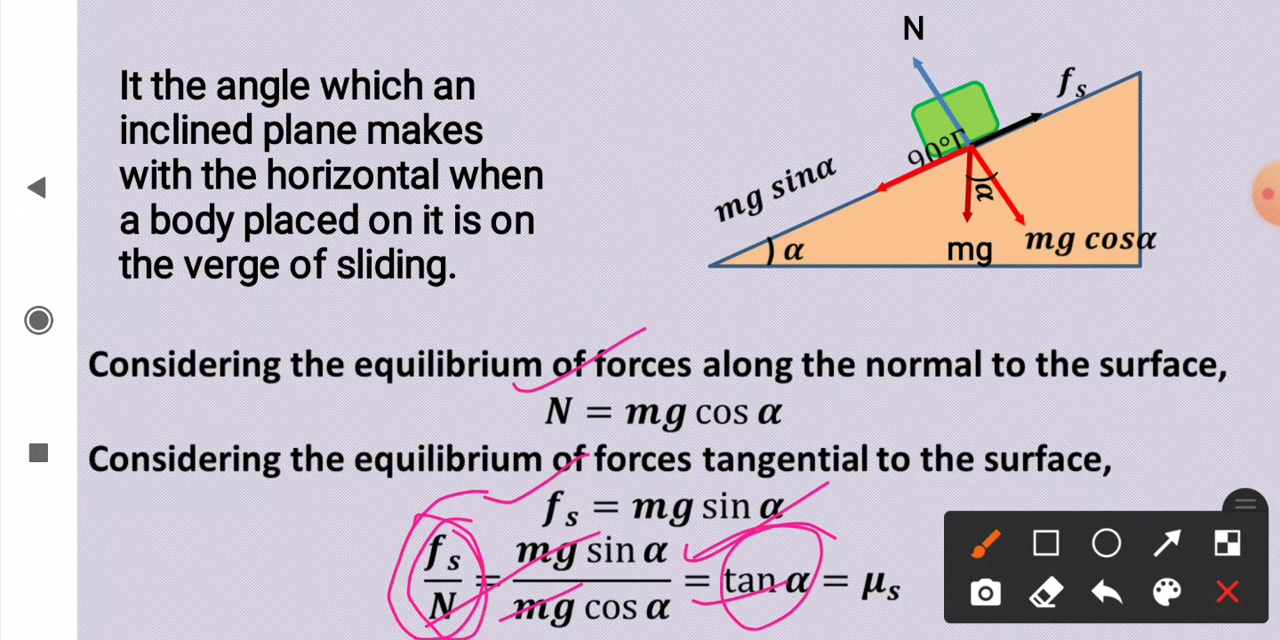 It the angle which an
inclined plane makes
with the horizontal when
a body placed on it is on
the verge of sliding.
N
f_s
90°
mg sinα
α
α
mg
mg cosα
Considering the equilibrium of forces along the normal to the surface,
N = mg cos α
Considering the equilibrium of forces tangential to the surface,
f_s = mg sin α
f_s/N = mg sin α/mg cos α = tan α = μ_s